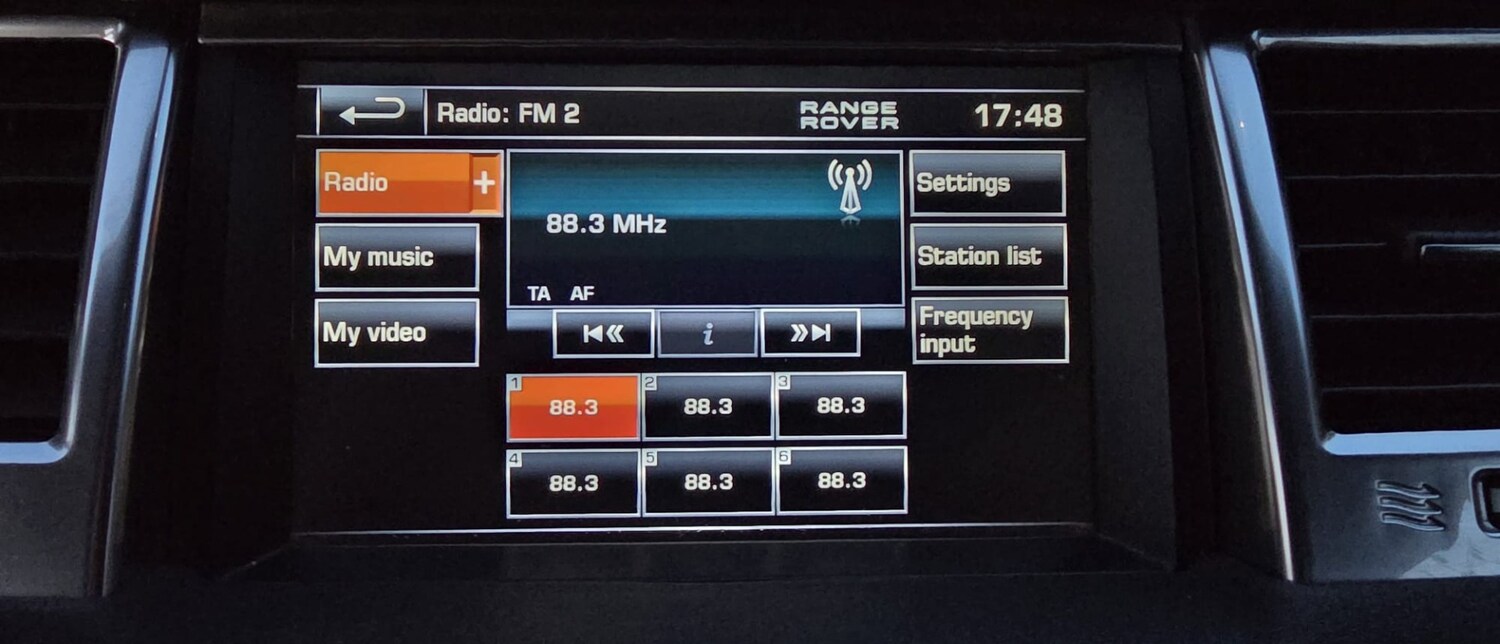 Radio: FM 2
RANGE
ROVER
17:48
Radio +
My music
My video
88.3 MHz
TA AF
i
Settings
Station list
Frequency
input
1 88.3
2 88.3
3 88.3
4 88.3
5 88.3
6 88.3